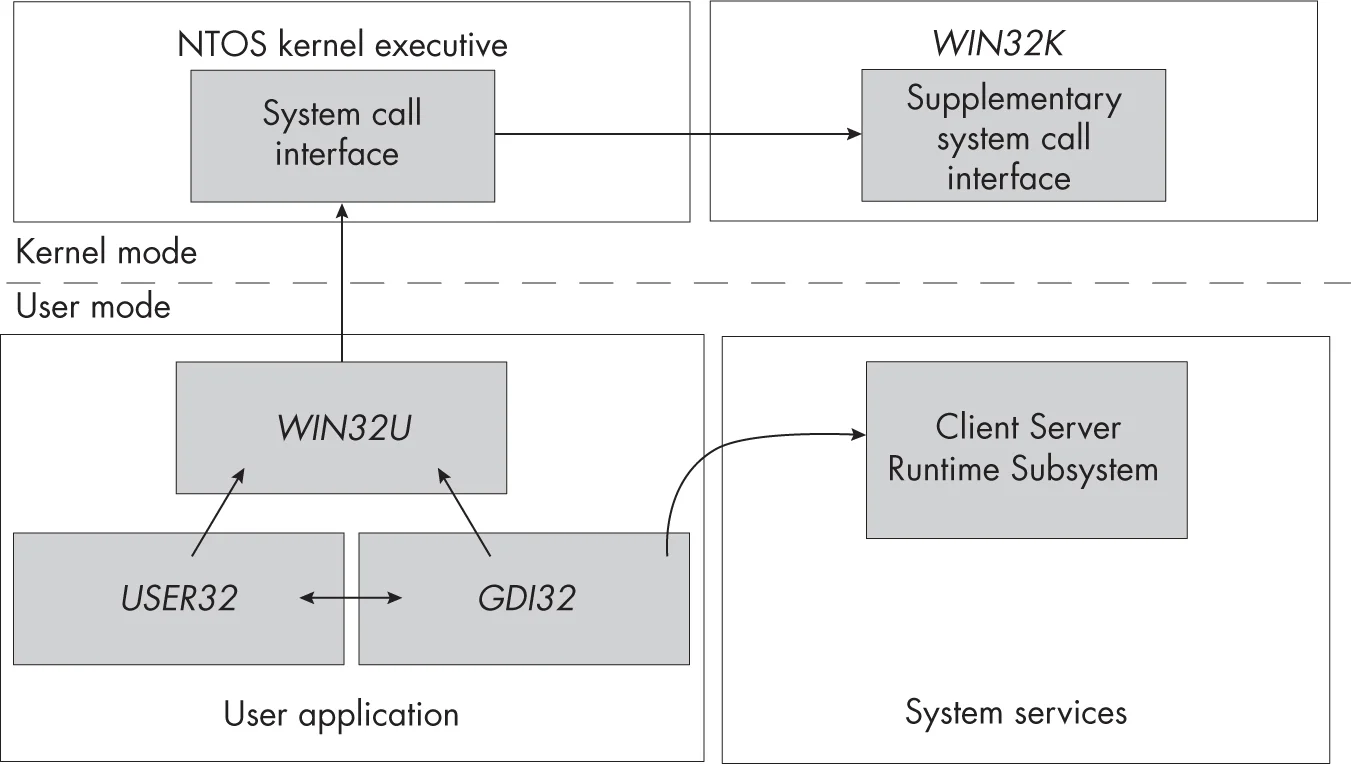 NTOS kernel executive
System call
interface
WIN32K
Supplementary
system call
interface
Kernel mode
User mode
WIN32U
USER32
GDI32
User application
Client Server
Runtime Subsystem
System services